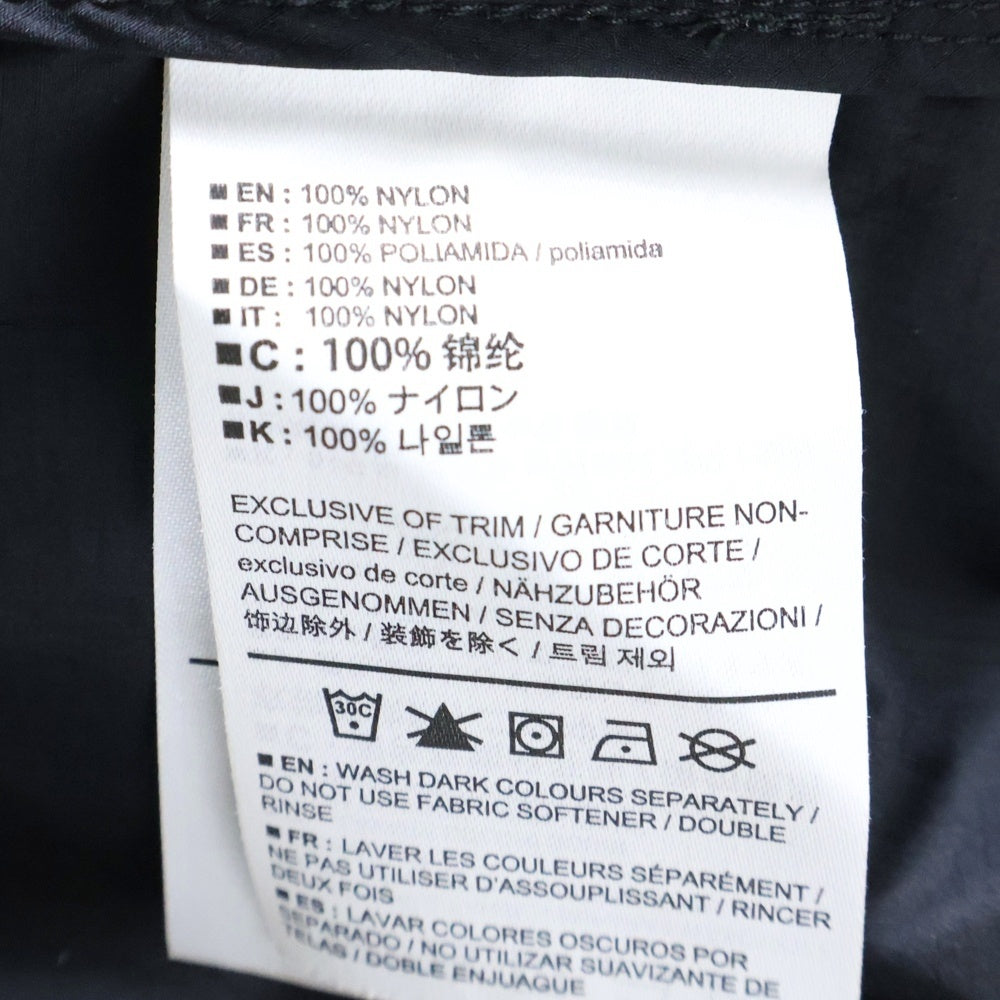 ■ EN : 100% NYLON
■ FR : 100% NYLON
■ ES : 100% POLIAMIDA / poliamida
■ DE : 100% NYLON
■ IT : 100% NYLON
■ C : 100% 锦纶
■ J : 100% ナイロン
■ K : 100% 나일론
EXCLUSIVE OF TRIM / GARNITURE NON-
COMPRISE / EXCLUSIVO DE CORTE /
exclusivo de corte / NÄHZUBEHÖR
AUSGENOMMEN / SENZA DECORAZIONI /
饰边除外 / 装飾を除く / 트림 제외
30C
■ EN : WASH DARK COLOURS SEPARATELY /
DO NOT USE FABRIC SOFTENER / DOUBLE
RINSE
■ FR : LAVER LES COULEURS SÉPARÉMENT /
NE PAS UTILISER D'ASSOUPLISSANT / RINCER
DEUX FOIS
■ ES : LAVAR COLORES OSCUROS POR
SEPARADO / NO UTILIZAR SUAVIZANTE DE
TELAS / DOBLE ENJUAGUE